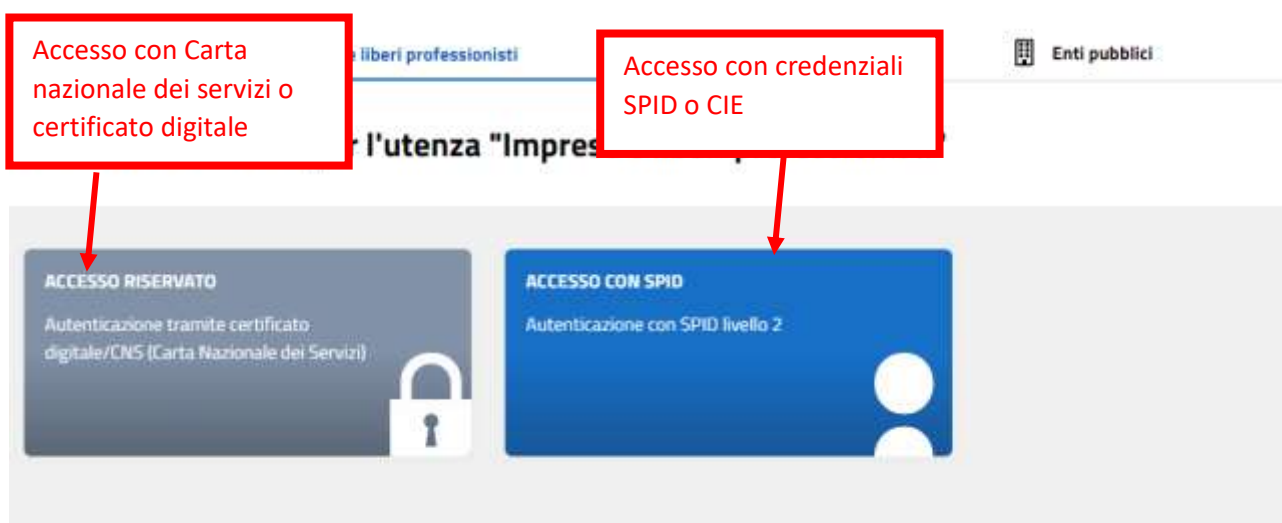 Accesso con Carta
nazionale dei servizi o
certificato digitale
liberi professionisti
Accesso con credenziali
SPID o CIE
Enti pubblici
l'utenza "Impres
ACCESSO RISERVATO
Autenticazione tramite certificato
digitale/CNS (Carta Nazionale dei Servizi)
ACCESSO CON SPID
Autenticazione con SPID livello 2